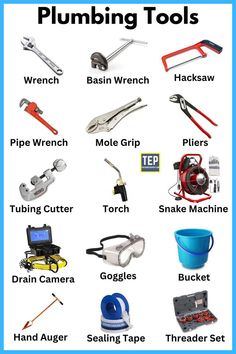 Plumbing Tools
Wrench
Basin Wrench
Hacksaw
Pipe Wrench
Mole Grip
Pliers
TEP
Tubing Cutter
Torch
Snake Machine
Drain Camera
Goggles
Bucket
Hand Auger
Sealing Tape
Threader Set